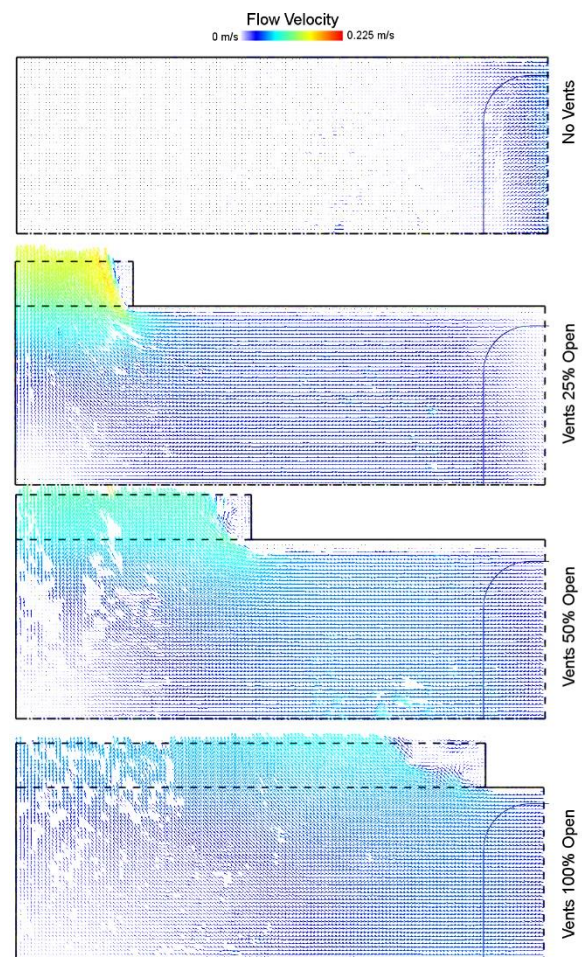 Flow Velocity
0 m/s 0.225 m/s
No Vents
Vents 25% Open
Vents 50% Open
Vents 100% Open